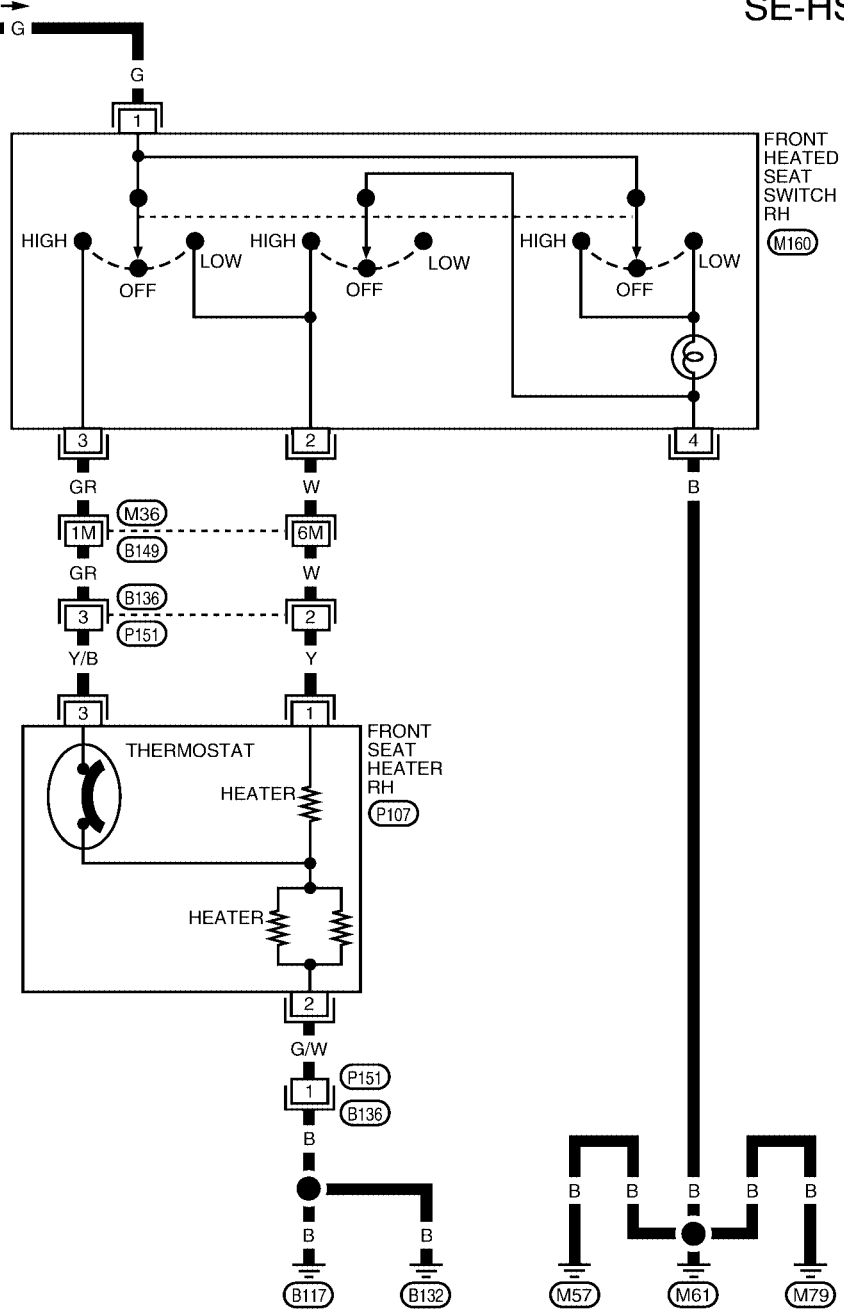 SE-HS
G
G
1
FRONT
HEATED
SEAT
SWITCH
RH
M160
HIGH
OFF
LOW
HIGH
OFF
LOW
HIGH
OFF
LOW
3
2
4
GR
W
B
M36
1M
6M
B149
GR
W
B136
3
2
P151
Y/B
Y
3
1
FRONT
SEAT
HEATER
RH
P107
THERMOSTAT
HEATER
HEATER
2
G/W
P151
1
B136
B
B
B
B
B
B
B
B
B117
B132
M57
M61
M79